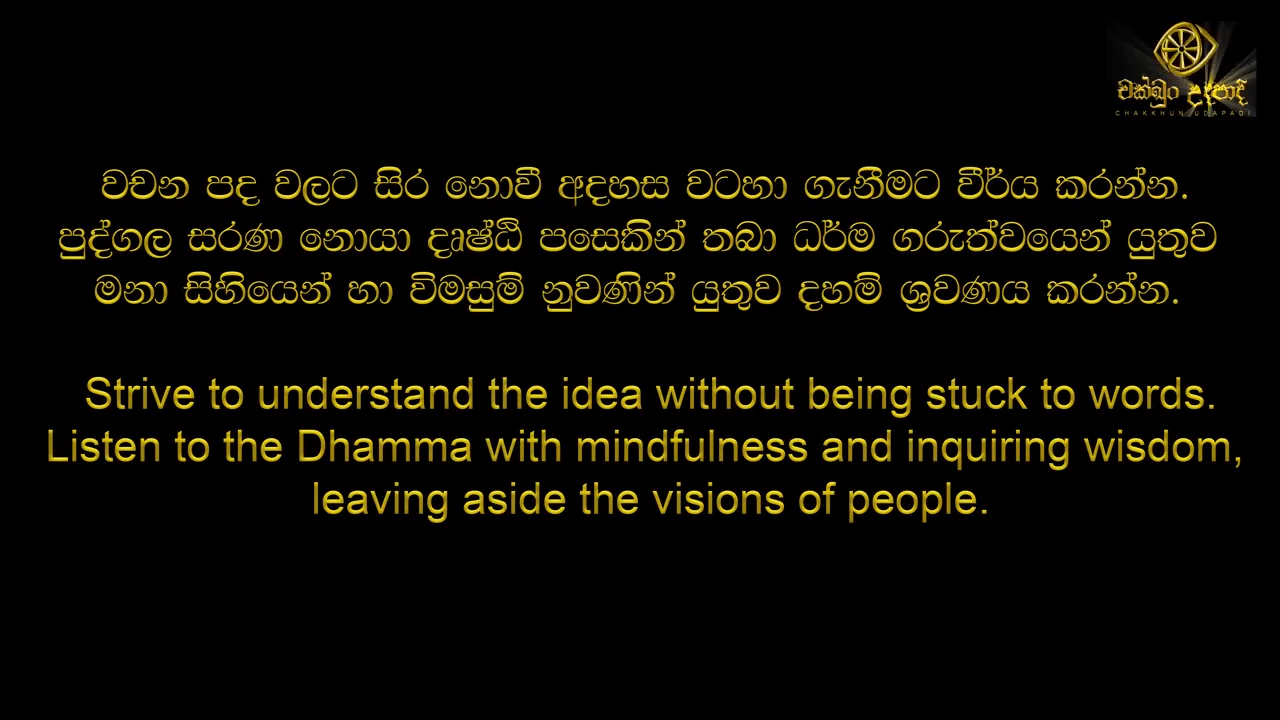 චක්ඛුං උදපාදි
CHAKKHUN UDAPADI
වචන පද වලට සිර නොවී අදහස වටහා ගැනීමට වීර්ය කරන්න.
පුද්ගල සරණ නොයා දෘෂ්ඨි පසෙකින් තබා ධර්ම ගරුත්වයෙන් යුතුව
මනා සිහියෙන් හා විමසුම් නුවණින් යුතුව දහම් ශ්‍රවණය කරන්න.
Strive to understand the idea without being stuck to words.
Listen to the Dhamma with mindfulness and inquiring wisdom,
leaving aside the visions of people.